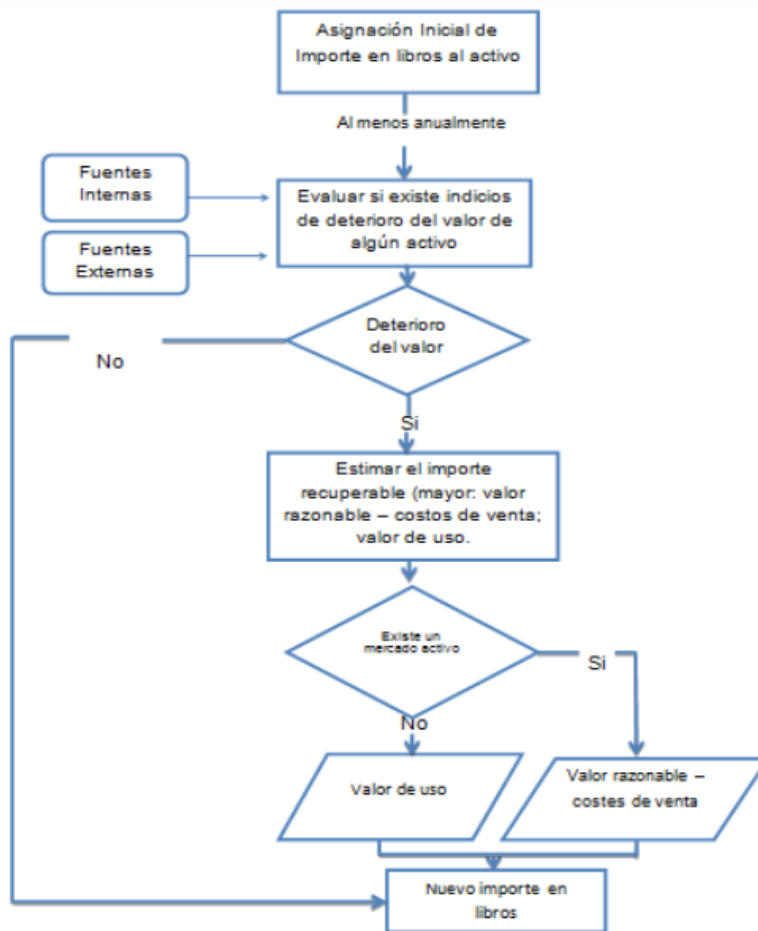 Asignación Inicial de
Importe en libros al activo
Al menos anualmente
Fuentes
Internas
Evaluar si existe indicios
de deterioro del valor de
algún activo
Fuentes
Externas
Deterioro
del valor
No
Si
Estimar el importe
recuperable (mayor: valor
razonable – costos de venta;
valor de uso.
Existe un
mercado activo
Si
No
Valor de uso
Valor razonable –
costes de venta
Nuevo importe en
libros